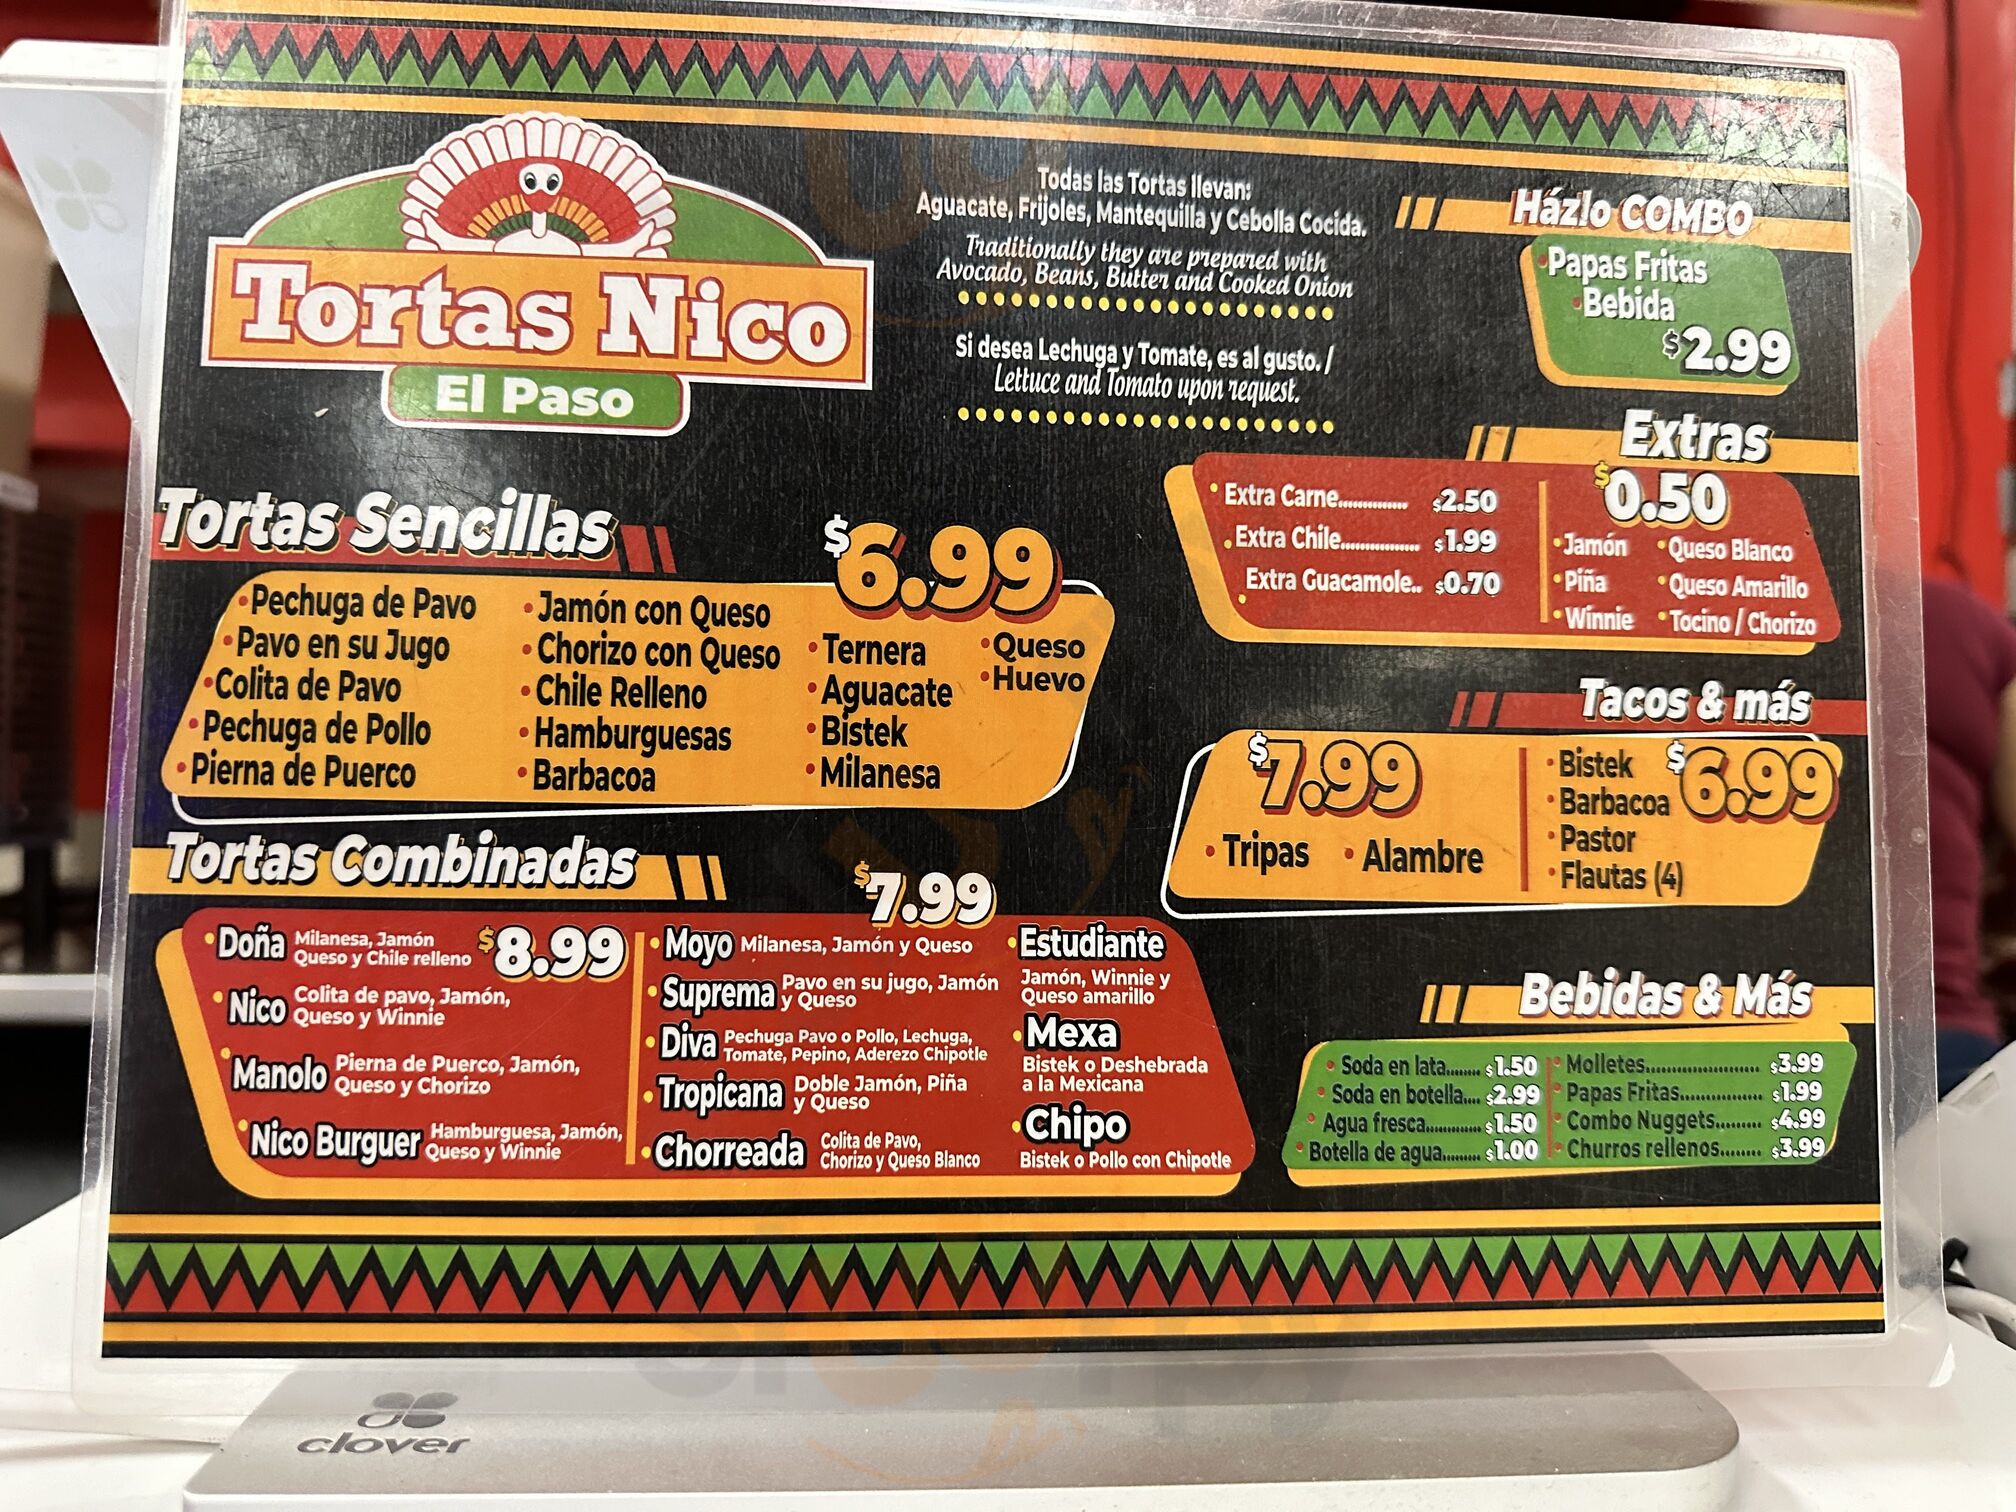 Tortas Nico
El Paso
Todas las Tortas llevan:
Aguacate, Frijoles, Mantequilla y Cebolla Cocida.
Traditionally they are prepared with
Avocado, Beans, Butter and Cooked Onion
Si desea Lechuga y Tomate, es al gusto. /
Lettuce and Tomato upon request.
Házlo COMBO
Papas Fritas
Bebida
$2.99
Extras
Extra Carne.............. $2.50
Extra Chile................ $1.99
Extra Guacamole.. $0.70
$0.50
Jamón
Piña
Winnie
Queso Blanco
Queso Amarillo
Tocino / Chorizo
Tortas Sencillas
$6.99
Pechuga de Pavo
Pavo en su Jugo
Colita de Pavo
Pechuga de Pollo
Pierna de Puerco
Jamón con Queso
Chorizo con Queso
Chile Relleno
Hamburguesas
Barbacoa
Ternera
Aguacate
Bistek
Milanesa
Queso
Huevo
Tacos & más
$7.99
Tripas
Alambre
$6.99
Bistek
Barbacoa
Pastor
Flautas (4)
Tortas Combinadas
$8.99
Doña Milanesa, Jamón
Queso y Chile relleno
Nico Colita de pavo, Jamón,
Queso y Winnie
Manolo Pierna de Puerco, Jamón,
Queso y Chorizo
Nico Burguer Hamburguesa, Jamón,
Queso y Winnie
$7.99
Moyo Milanesa, Jamón y Queso
Suprema Pavo en su jugo, Jamón
y Queso
Diva Pechuga Pavo o Pollo, Lechuga,
Tomate, Pepino, Aderezo Chipotle
Tropicana Doble Jamón, Piña
y Queso
Chorreada Colita de Pavo,
Chorizo y Queso Blanco
Estudiante
Jamón, Winnie y
Queso amarillo
Mexa
Bistek o Deshebrada
a la Mexicana
Chipo
Bistek o Pollo con Chipotle
Bebidas & Más
Soda en lata........ $1.50
Soda en botella.... $2.99
Agua fresca............. $1.50
Botella de agua......... $1.00
Molletes........................ $3.99
Papas Fritas................. $1.99
Combo Nuggets......... $4.99
Churros rellenos........ $3.99
clover